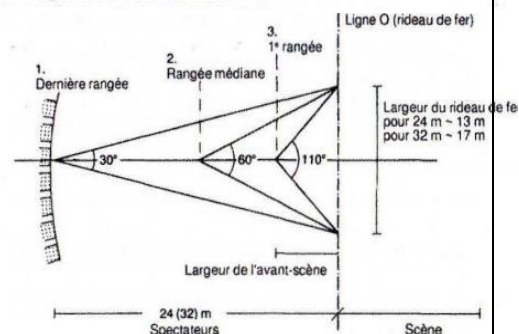 Ligne O (rideau de fer)
3.
1º rangée
2.
Rangée médiane
1.
Dernière rangée
Largeur du rideau de fe
pour 24 m ~ 13 m
pour 32 m ~ 17 m
30°
60°
110°
Largeur de l'avant-scène
24 (32) m
Spectateurs
Scène